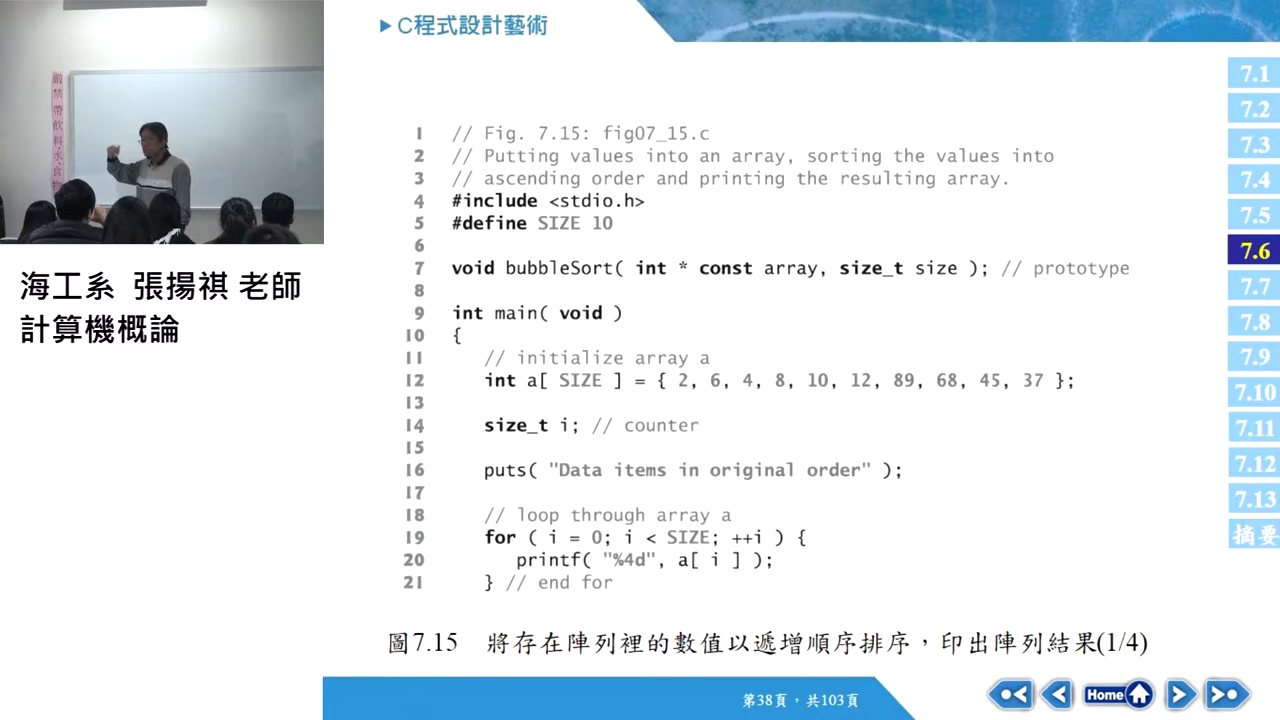 C程式設計藝術
嚴禁帶飲料水食物
海工系 張揚祺 老師
計算機概論
1 // Fig. 7.15: fig07_15.c
2 // Putting values into an array, sorting the values into
3 // ascending order and printing the resulting array.
4 #include <stdio.h>
5 #define SIZE 10
6
7 void bubbleSort( int * const array, size_t size ); // prototype
8
9 int main( void )
10 {
11 // initialize array a
12 int a[ SIZE ] = { 2, 6, 4, 8, 10, 12, 89, 68, 45, 37 };
13
14 size_t i; // counter
15
16 puts( "Data items in original order" );
17
18 // loop through array a
19 for ( i = 0; i < SIZE; ++i ) {
20 printf( "%4d", a[ i ] );
21 } // end for
圖7.15 將存在陣列裡的數值以遞增順序排序，印出陣列結果(1/4)
7.1
7.2
7.3
7.4
7.5
7.6
7.7
7.8
7.9
7.10
7.11
7.12
7.13
摘要
第38頁，共103頁
Home